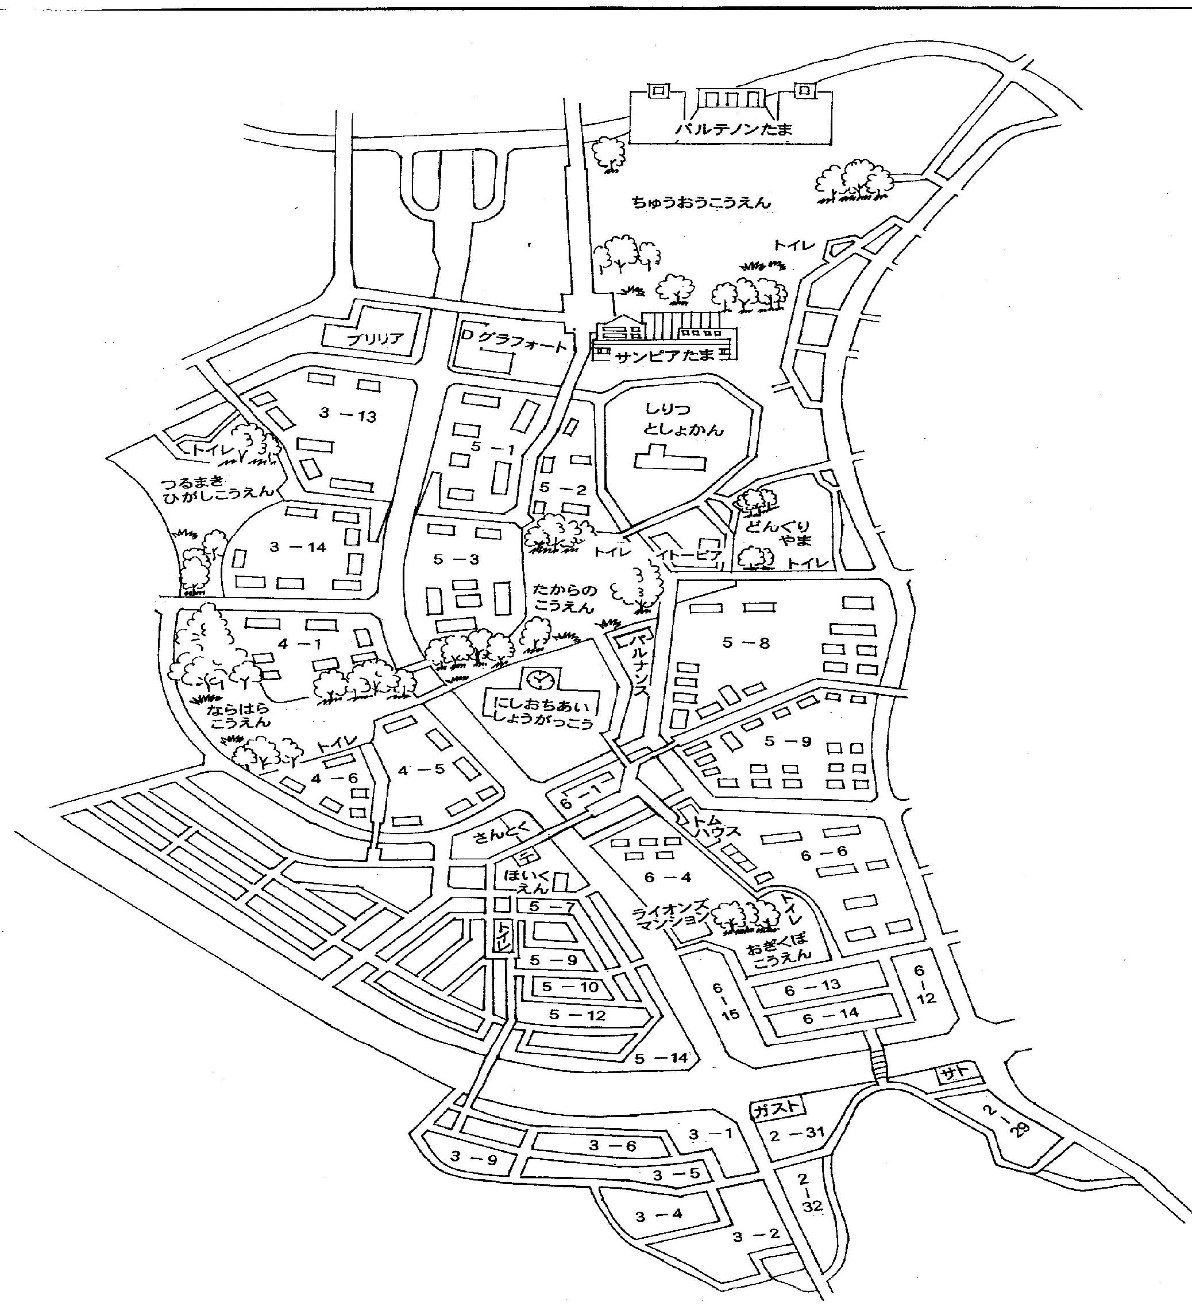 パルテノンたま
ちゅうおうこうえん
トイレ
ブリリア
Dグラフォート
サンピアたま
3-13
5-1
しりつ
としょかん
トイレ
つるまき
ひがしこうえん
5-2
どんぐり
やま
トイレ
3-14
5-3
トイレ
イトーピア
たからの
こうえん
4-1
パルナンス
5-8
ならはら
こうえん
トイレ
にしおちあい
しょうがっこう
5-9
4-6
4-5
6-1
さんとく
トム
ハウス
〒
ほいく
えん
6-4
6-6
5-7
ライオンズ
マンション
トイレ
トイレ
おぎくぼ
こうえん
5-9
5-10
6-13
6-12
5-12
6-15
6-14
5-14
サト
ガスト
2-29
3-1
2-31
3-6
3-9
3-5
2-32
3-4
3-2